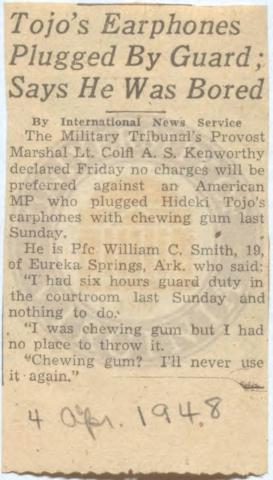 Tojo's Earphones
Plugged By Guard;
Says He Was Bored
By International News Service
The Military Tribunal's Provost
Marshal Lt. Colfl A. S. Kenworthy
declared Friday no charges will be
preferred against an American
MP who plugged Hideki Tojo's
earphones with chewing gum last
Sunday.
He is Pfc William C. Smith, 19,
of Eureka Springs, Ark. who said:
"I had six hours guard duty in
the courtroom last Sunday and
nothing to do.
"I was chewing gum but I had
no place to throw it.
"Chewing gum? I'll never use
it again."
4 Apr. 1948